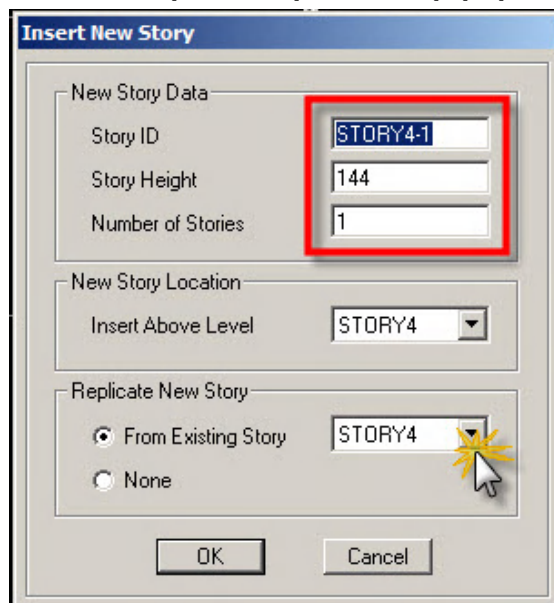 Insert New Story
New Story Data
Story ID STORY4-1
Story Height 144
Number of Stories 1
New Story Location
Insert Above Level STORY4
Replicate New Story
From Existing Story STORY4
None
OK Cancel